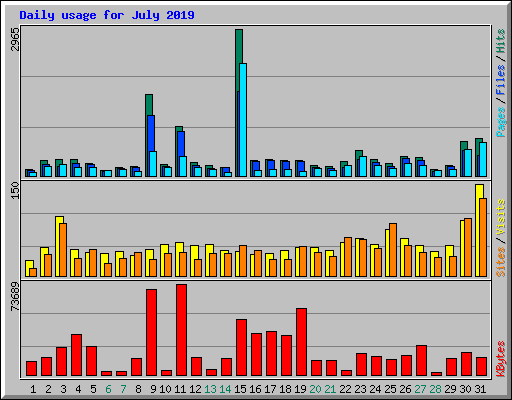 Daily usage for July 2019
2965
Pages / Files / Hits
150
Sites / Visits
73689
KBytes
1 2 3 4 5 6 7 8 9 10 11 12 13 14 15 16 17 18 19 20 21 22 23 24 25 26 27 28 29 30 31